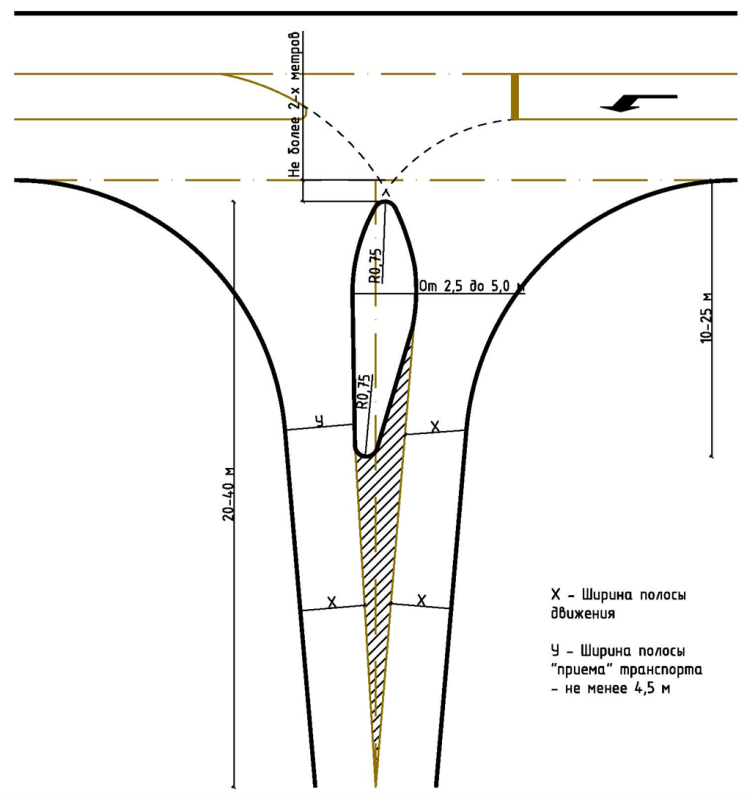 Не более 2-х метров
R0,75
От 2,5 до 5,0 м
10-25 м
R0,75
У
X
20-40 м
X
X
X - Ширина полосы
движения
У - Ширина полосы
"приема" транспорта
- не менее 4,5 м